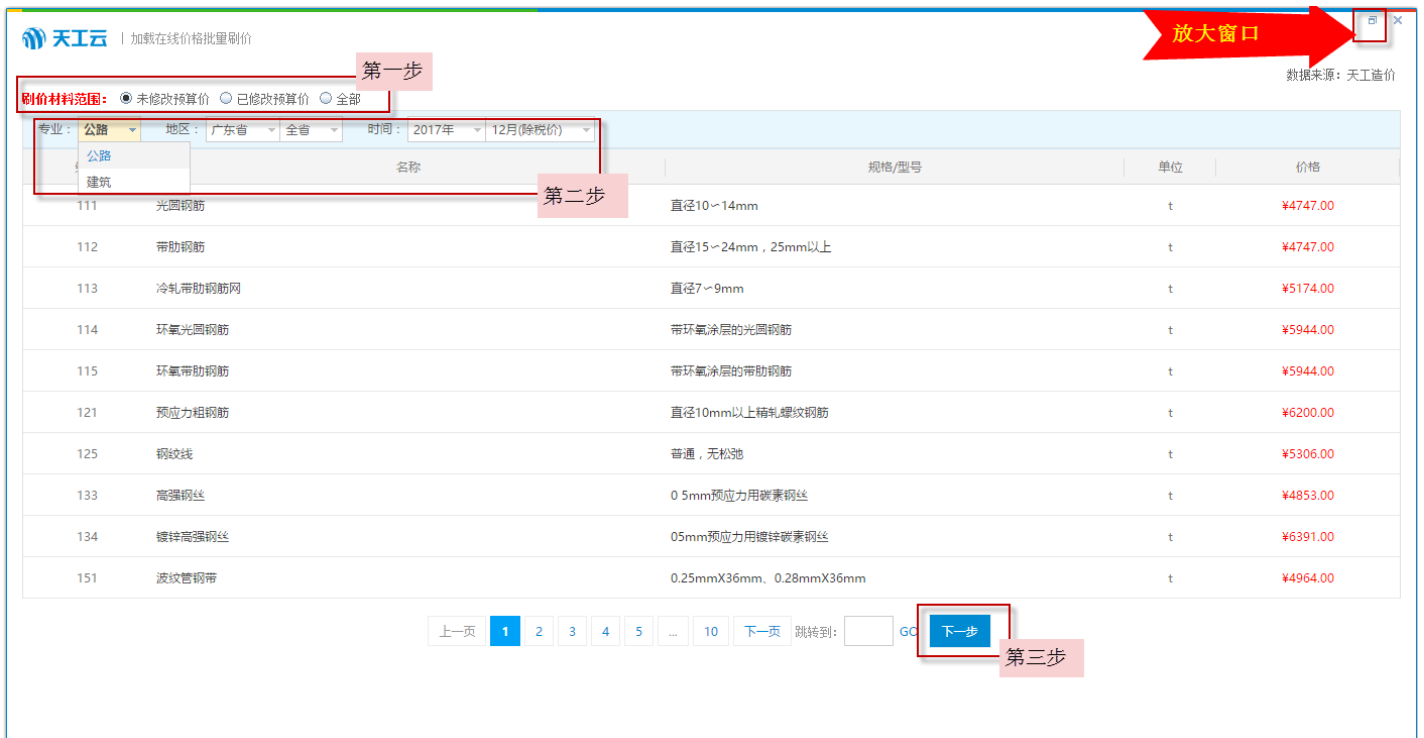 放大窗口
天工云 | 加载在线价格批量刷价
第一步
数据来源：天工造价
刷价材料范围： 未修改预算价 已修改预算价 全部
专业： 公路 地区： 广东省 全省 时间： 2017年 12月(除税价)
公路
名称 规格/型号 单位 价格
建筑
第二步
111 光圆钢筋 直径10∽14mm t ¥4747.00
112 带肋钢筋 直径15∽24mm，25mm以上 t ¥4747.00
113 冷轧带肋钢筋网 直径7∽9mm t ¥5174.00
114 环氧光圆钢筋 带环氧涂层的光圆钢筋 t ¥5944.00
115 环氧带肋钢筋 带环氧涂层的带肋钢筋 t ¥5944.00
121 预应力粗钢筋 直径10mm以上精轧螺纹钢筋 t ¥6200.00
125 钢绞线 普通，无松弛 t ¥5306.00
133 高强钢丝 0 5mm预应力用碳素钢丝 t ¥4853.00
134 镀锌高强钢丝 05mm预应力用镀锌碳素钢丝 t ¥6391.00
151 波纹管钢带 0.25mmX36mm、0.28mmX36mm t ¥4964.00
上一页 1 2 3 4 5 ... 10 下一页 跳转到: GO 下一步
第三步